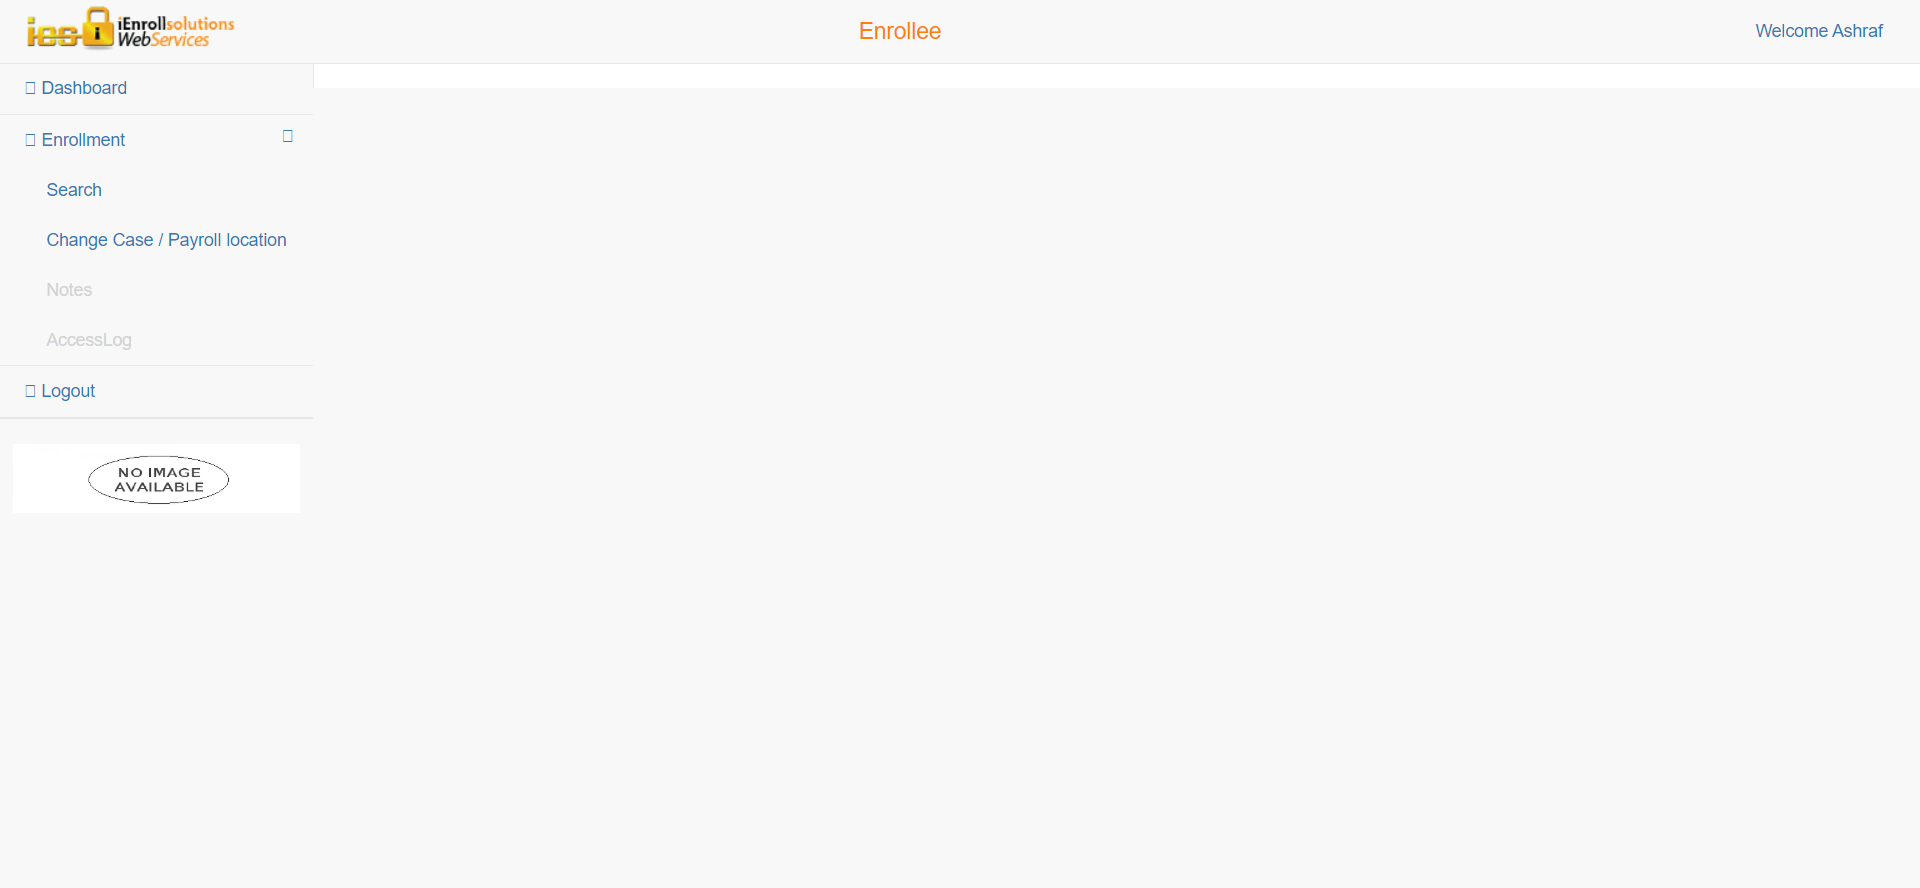 ies iEnrollsolutions
WebServices
Enrollee
Welcome Ashraf
Dashboard
Enrollment
Search
Change Case / Payroll location
Notes
AccessLog
Logout
NO IMAGE
AVAILABLE